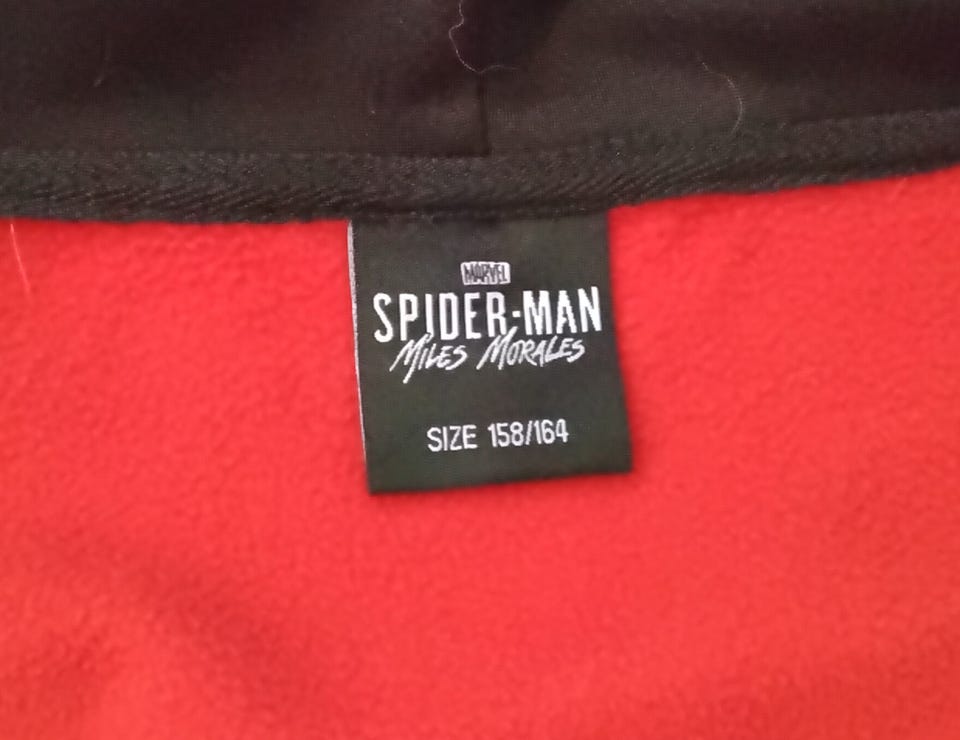 MARVEL
SPIDER-MAN
MILES MORALES
SIZE 158/164